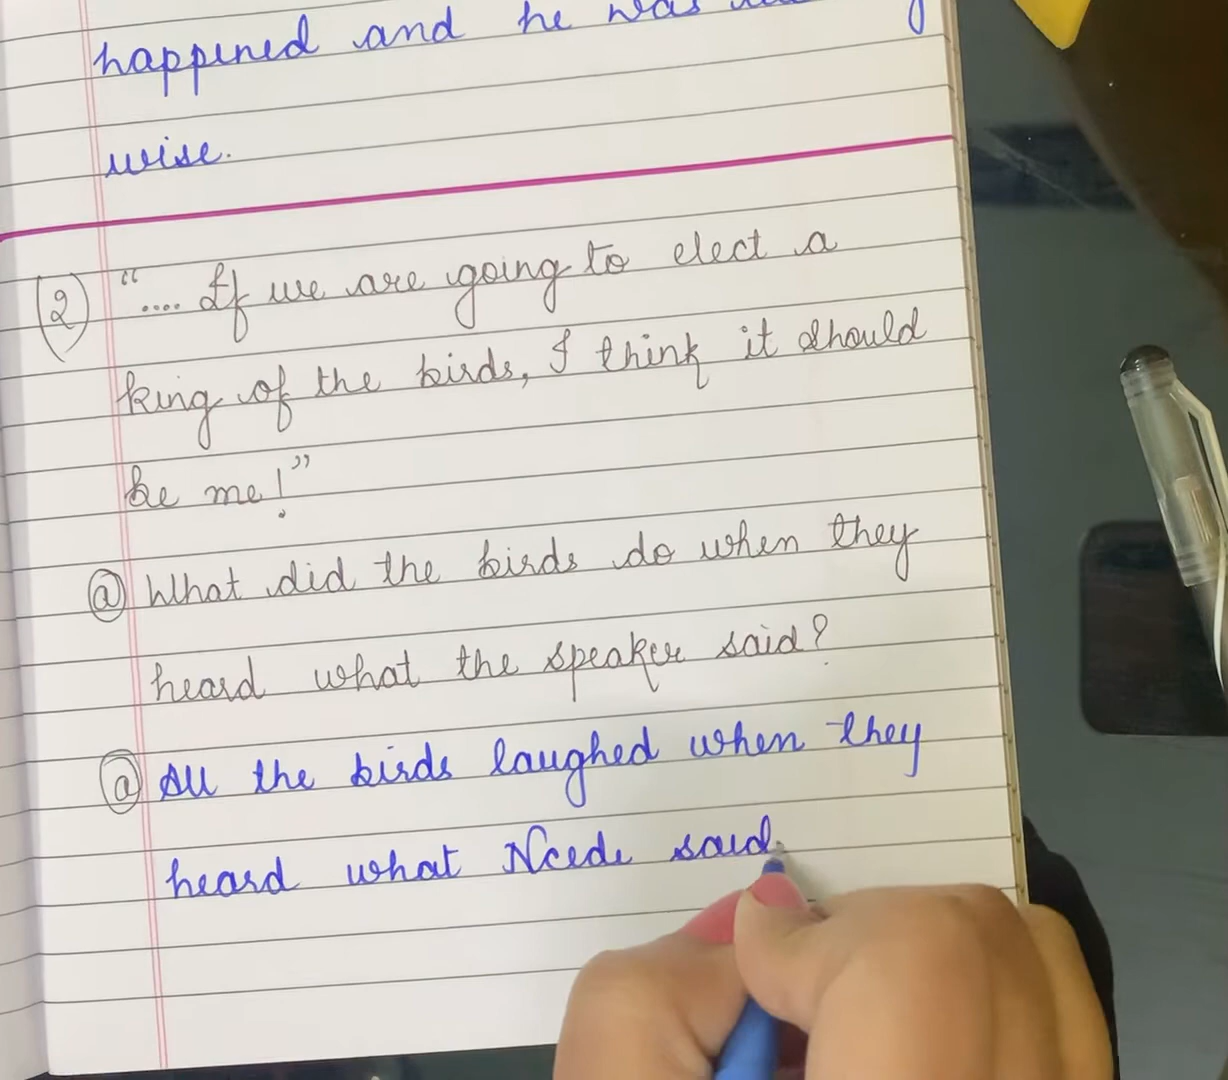 happened and he was
wise.
(2) ".... If we are going to elect a
king of the birds, I think it should
be me!"
(a) What did the birds do when they
heard what the speaker said?
(a) All the birds laughed when they
heard what Ncede said.